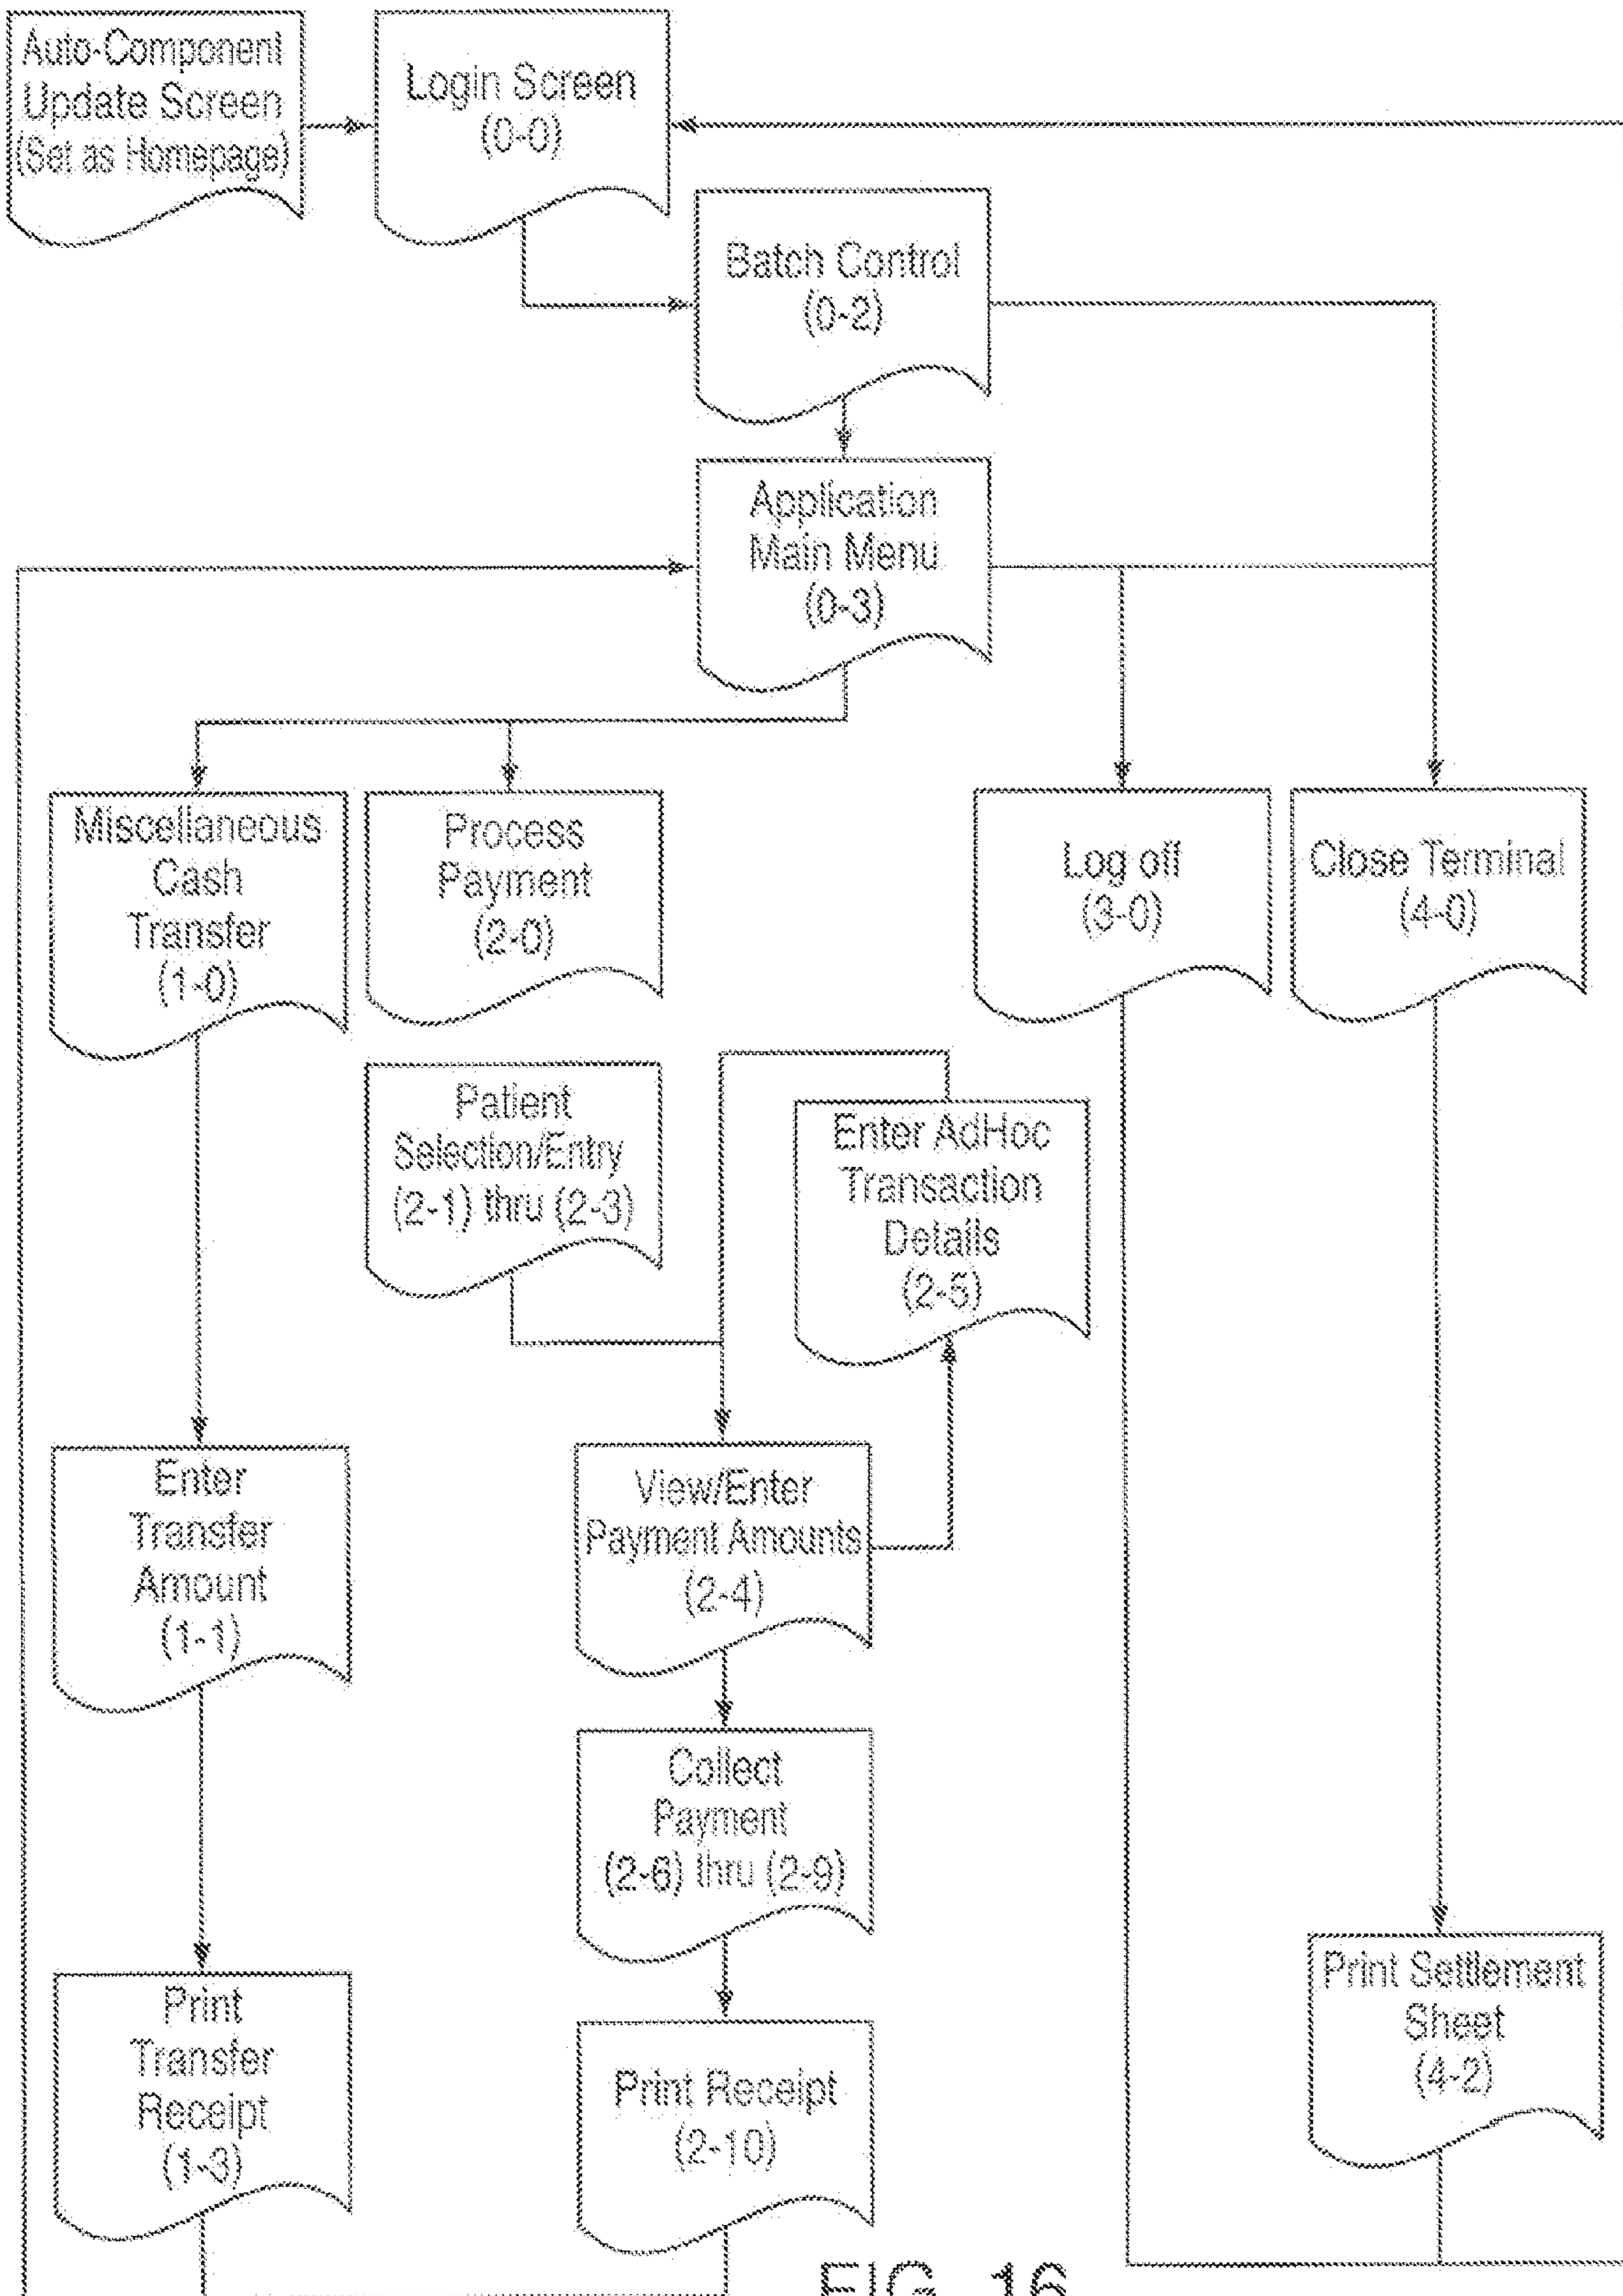 Auto-Component
Update Screen
(Set as Homepage)
Login Screen
(0-0)
Batch Control
(0-2)
Application
Main Menu
(0-3)
Miscellaneous
Cash
Transfer
(1-0)
Process
Payment
(2-0)
Log off
(3-0)
Close Terminal
(4-0)
Patient
Selection/Entry
(2-1) thru (2-3)
Enter AdHoc
Transaction
Details
(2-5)
Enter
Transfer
Amount
(1-1)
View/Enter
Payment Amounts
(2-4)
Collect
Payment
(2-6) thru (2-9)
Print
Transfer
Receipt
(1-3)
Print Receipt
(2-10)
Print Settlement
Sheet
(4-2)
FIG. 16